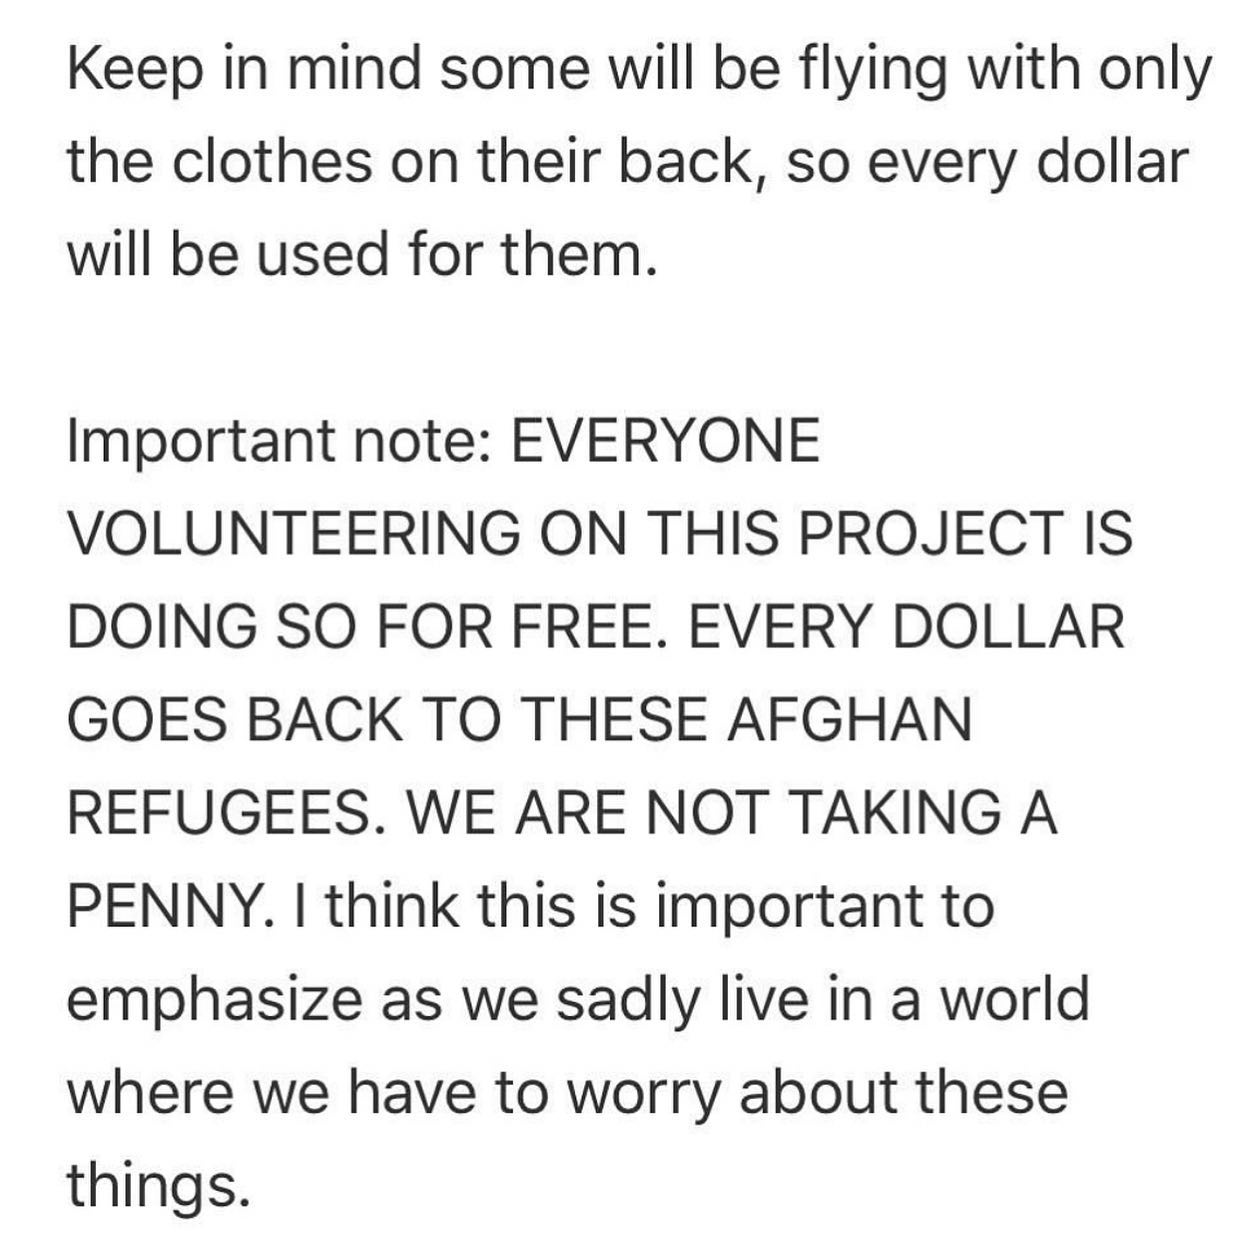 Keep in mind some will be flying with only
the clothes on their back, so every dollar
will be used for them.
Important note: EVERYONE
VOLUNTEERING ON THIS PROJECT IS
DOING SO FOR FREE. EVERY DOLLAR
GOES BACK TO THESE AFGHAN
REFUGEES. WE ARE NOT TAKING A
PENNY. I think this is important to
emphasize as we sadly live in a world
where we have to worry about these
things.